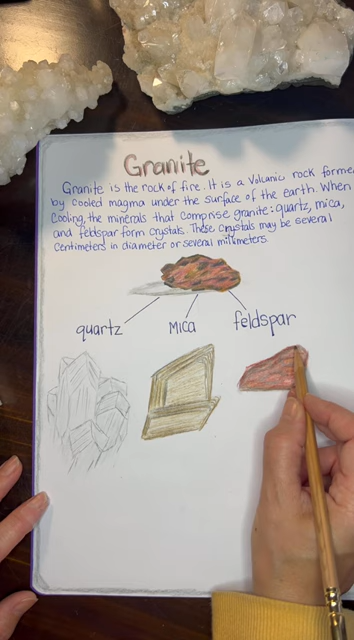 Granite
Granite is the rock of fire. It is a Volcanic rock forme
by cooled magma under the surface of the earth. When
Cooling, the minerals that comprise granite: quartz, mica,
and feldspar form crystals. These crystals may be several
Centimeters in diameter or several millimeters.
quartz Mica feldspar